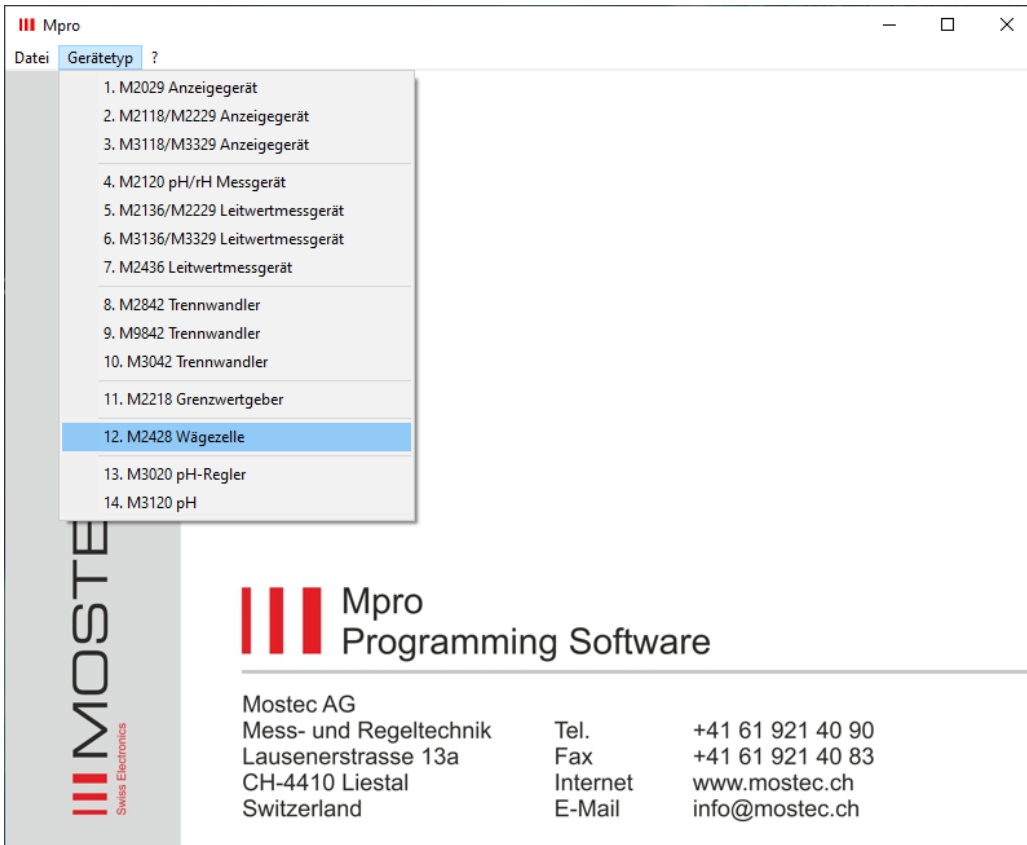 Mpro
Datei Gerätetyp ?
1. M2029 Anzeigegerät
2. M2118/M2229 Anzeigegerät
3. M3118/M3329 Anzeigegerät
4. M2120 pH/rH Messgerät
5. M2136/M2229 Leitwertmessgerät
6. M3136/M3329 Leitwertmessgerät
7. M2436 Leitwertmessgerät
8. M2842 Trennwandler
9. M9842 Trennwandler
10. M3042 Trennwandler
11. M2218 Grenzwertgeber
12. M2428 Wägezelle
13. M3020 pH-Regler
14. M3120 pH
MOSTE
Swiss Electronics
Mpro
Programming Software
Mostec AG
Mess- und Regeltechnik Tel. +41 61 921 40 90
Lausenerstrasse 13a Fax +41 61 921 40 83
CH-4410 Liestal Internet www.mostec.ch
Switzerland E-Mail info@mostec.ch